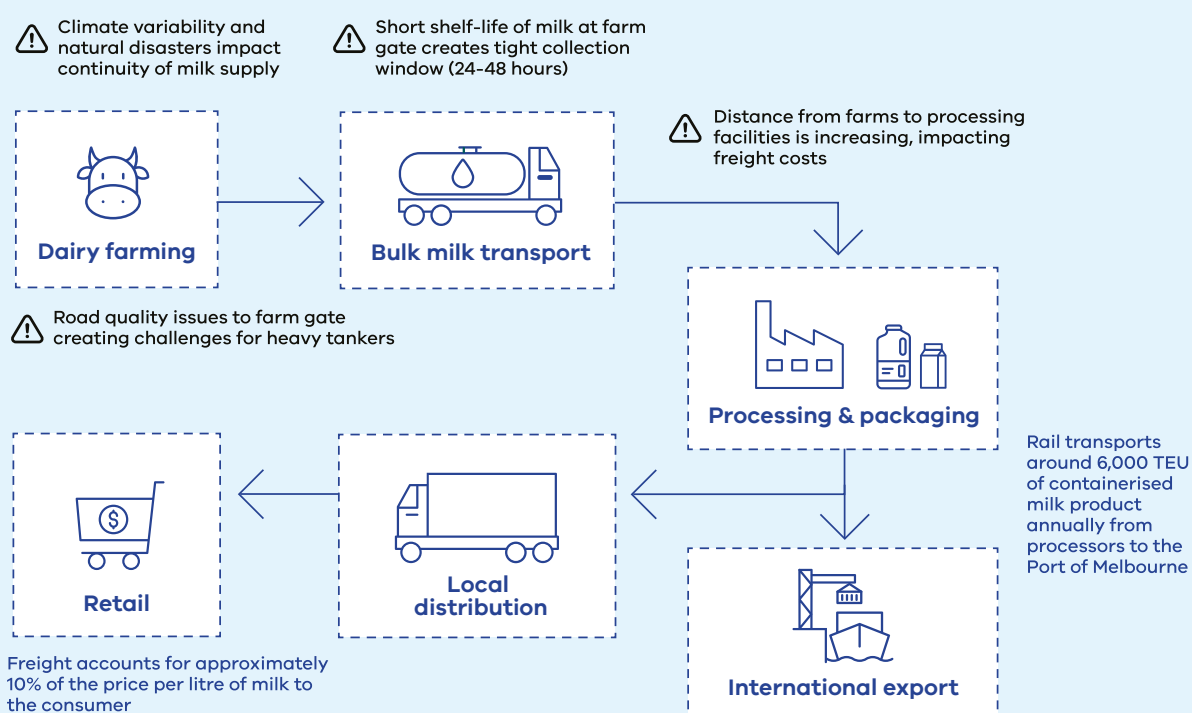 Climate variability and
natural disasters impact
continuity of milk supply
Short shelf-life of milk at farm
gate creates tight collection
window (24-48 hours)
Distance from farms to processing
facilities is increasing, impacting
freight costs
Dairy farming
Bulk milk transport
Road quality issues to farm gate
creating challenges for heavy tankers
Processing & packaging
Rail transports
around 6,000 TEU
of containerised
milk product
annually from
processors to the
Port of Melbourne
$
Retail
Local
distribution
International export
Freight accounts for approximately
10% of the price per litre of milk to
the consumer